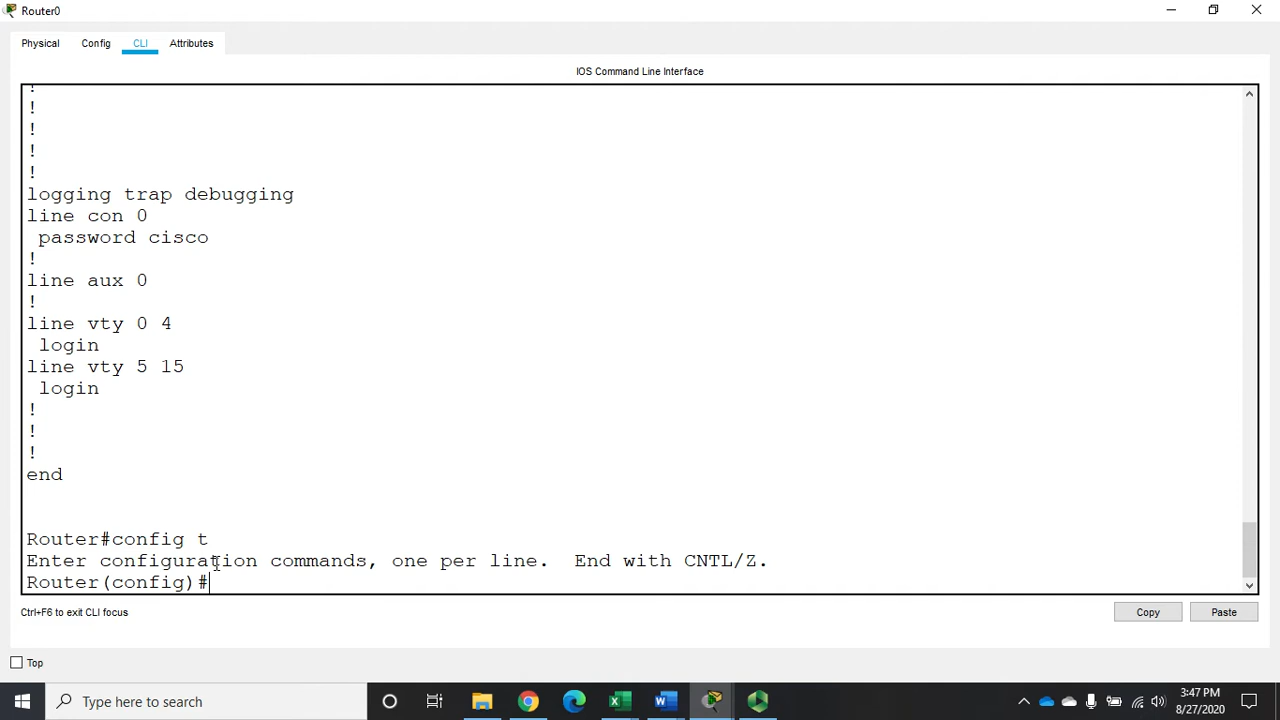 Router0
Physical Config CLI Attributes
IOS Command Line Interface
!
!
!
!
!
logging trap debugging
line con 0
password cisco
!
line aux 0
!
line vty 0 4
login
line vty 5 15
login
!
!
!
end
Router#config t
Enter configuration commands, one per line. End with CNTL/Z.
Router(config)#
Ctrl+F6 to exit CLI focus
Copy Paste
Top
Type here to search
3:47 PM
8/27/2020